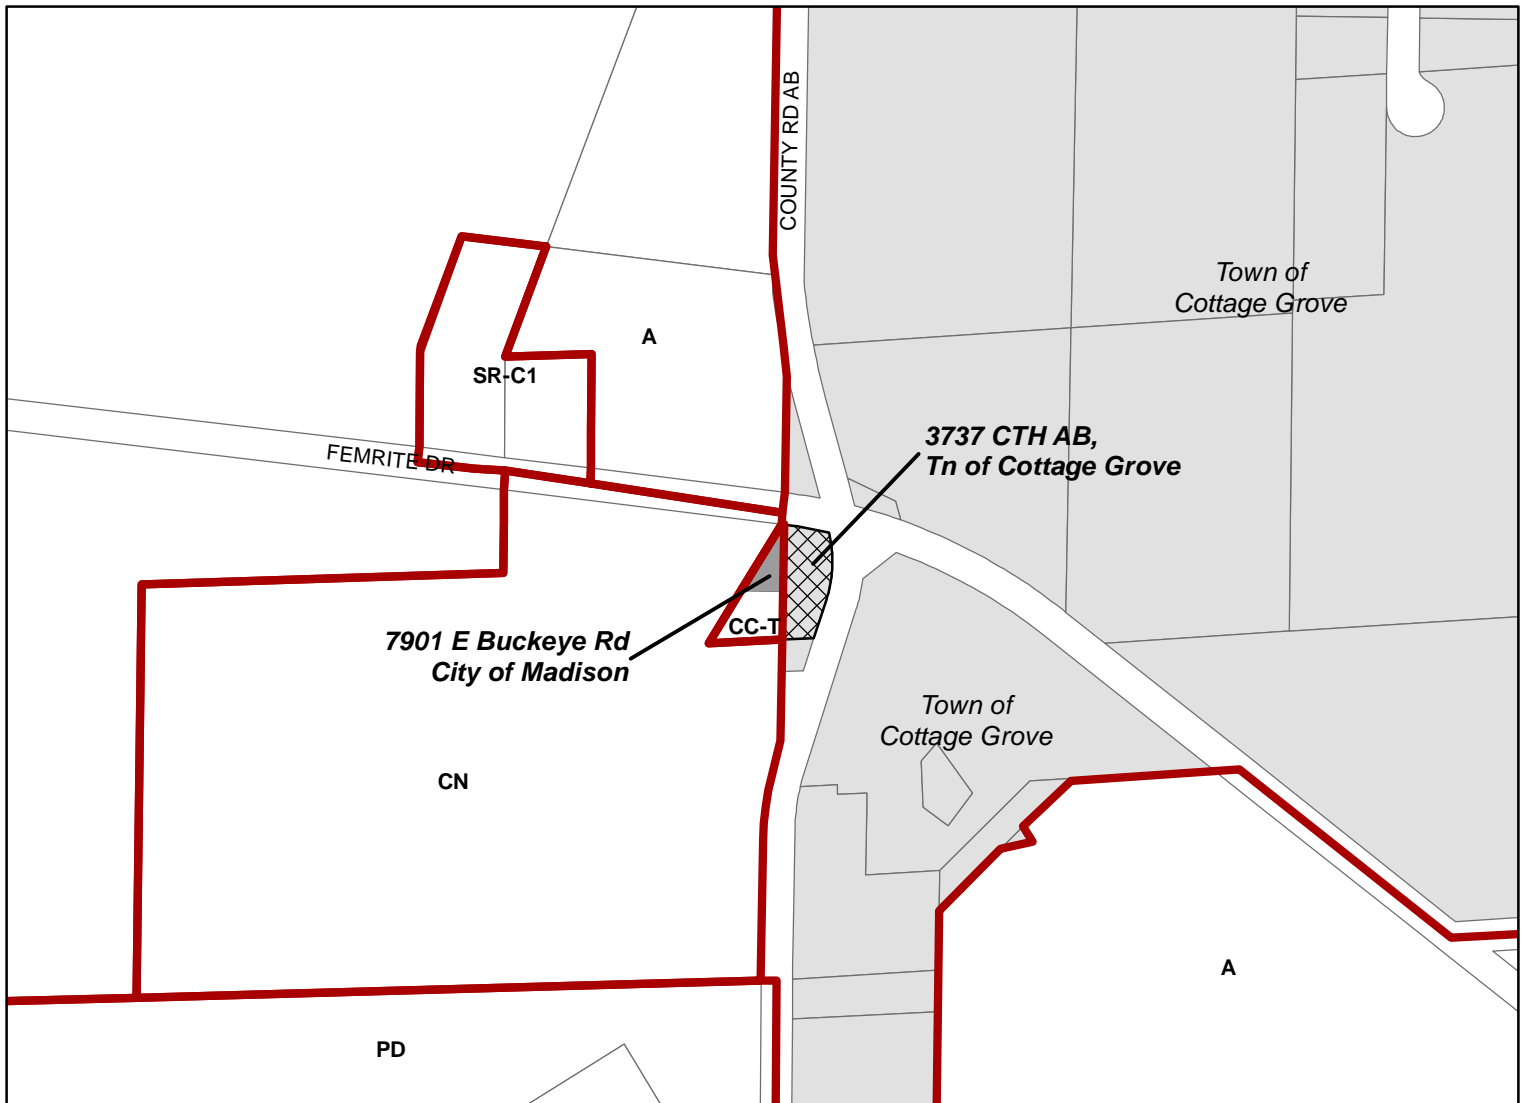 COUNTY RD AB
Town of
Cottage Grove
A
SR-C1
3737 CTH AB,
Tn of Cottage Grove
FEMRITE DR
CC-T
7901 E Buckeye Rd
City of Madison
Town of
Cottage Grove
CN
A
PD